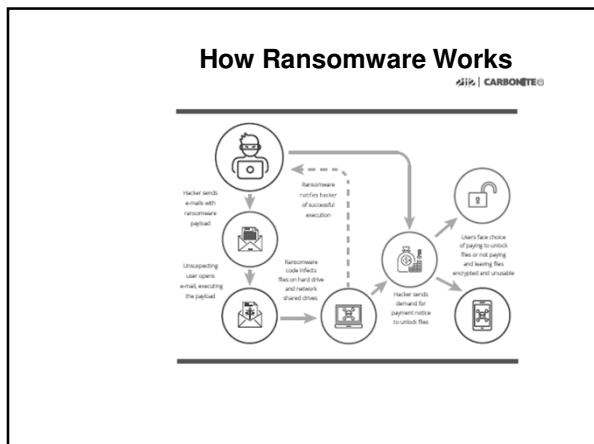 How Ransomware Works
2112 | CARBONITE
Hacker sends
e-mails with
ransomware
payload
Unsuspecting
user opens
e-mail, executing
the payload
Ransomware
code infects
files on hard drive
and network
shared drives
Ransomware
notifies hacker
of successful
execution
Hacker sends
demand for
payment notice
to unlock files
Users face choice
of paying to unlock
files or not paying
and leaving files
encrypted and unusable